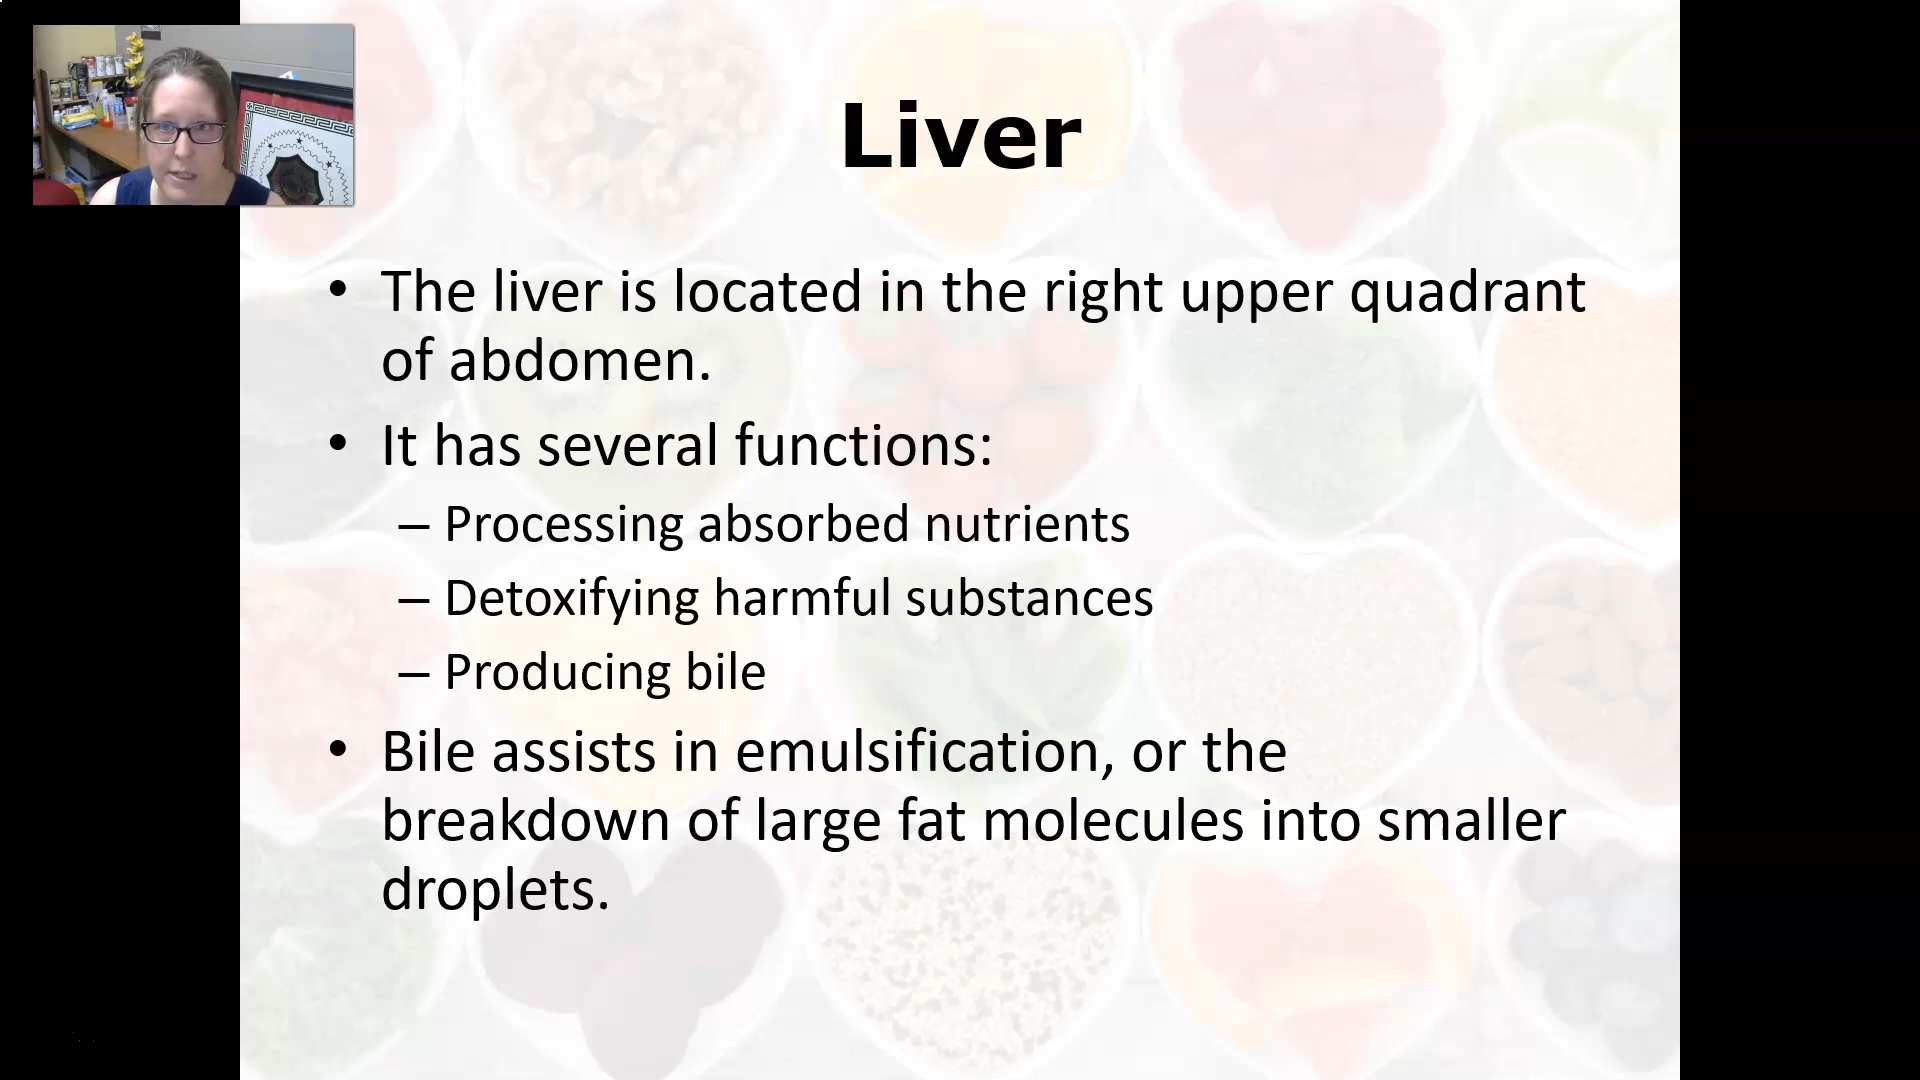 Liver
• The liver is located in the right upper quadrant
of abdomen.
• It has several functions:
– Processing absorbed nutrients
– Detoxifying harmful substances
– Producing bile
• Bile assists in emulsification, or the
breakdown of large fat molecules into smaller
droplets.